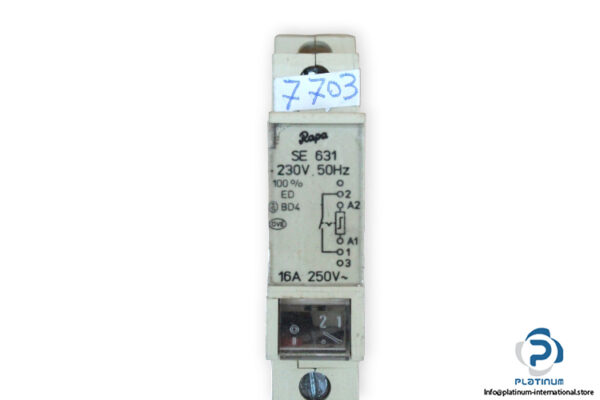 7703
Rapa
SE 631
230V 50Hz
100%
ED
BD4
ÖVE
2
A2
A1
1
3
16A 250V~
2 1
PLATINUM
Info@platinum-international.store